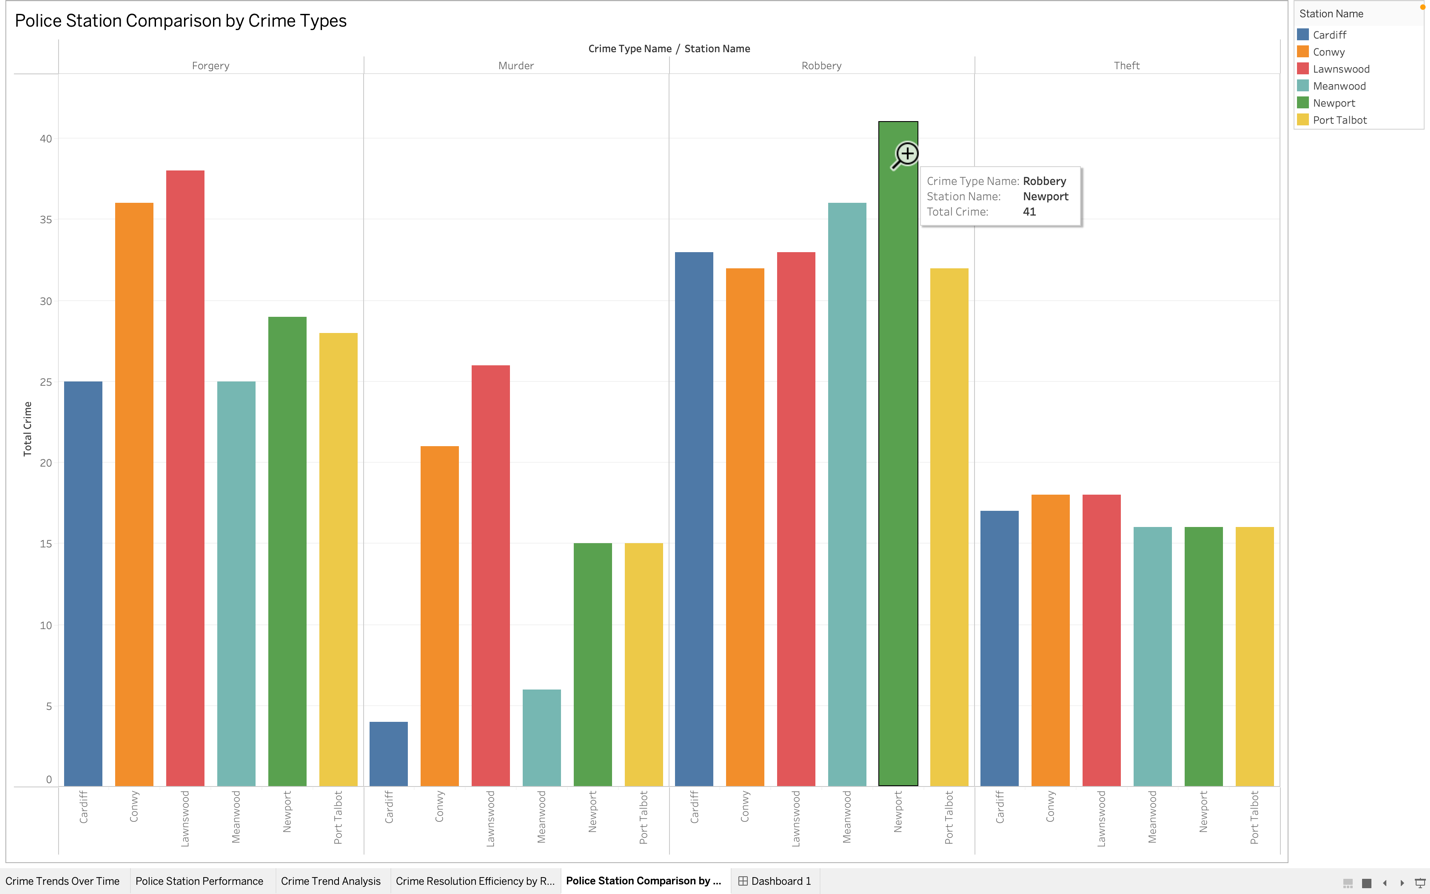 Police Station Comparison by Crime Types
Crime Type Name / Station Name
Forgery Murder Robbery Theft
40
35
30
25
20
15
10
5
0
Total Crime
Crime Type Name: Robbery
Station Name: Newport
Total Crime: 41
Cardiff Conwy Lawnswood Meanwood Newport Port Talbot Cardiff Conwy Lawnswood Meanwood Newport Port Talbot Cardiff Conwy Lawnswood Meanwood Newport Port Talbot Cardiff Conwy Lawnswood Meanwood Newport Port Talbot
Station Name
Cardiff
Conwy
Lawnswood
Meanwood
Newport
Port Talbot
Crime Trends Over Time Police Station Performance Crime Trend Analysis Crime Resolution Efficiency by R... Police Station Comparison by ... Dashboard 1